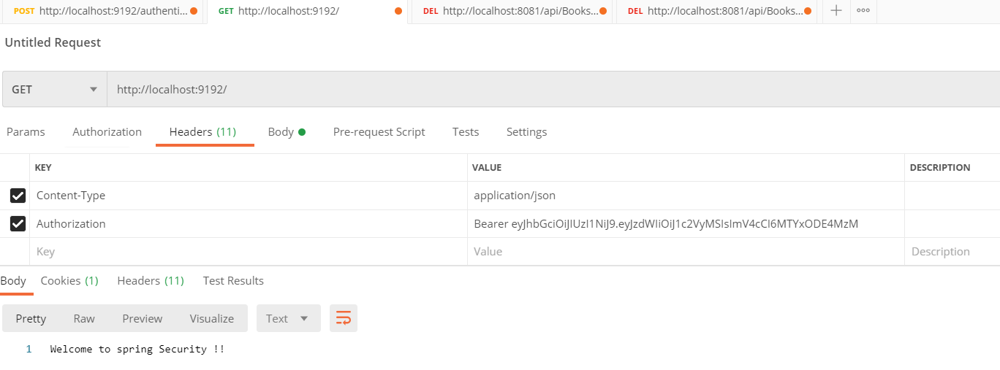 POST http://localhost:9192/authenti... GET http://localhost:9192/ DEL http://localhost:8081/api/Books... DEL http://localhost:8081/api/Books...
Untitled Request
GET http://localhost:9192/
Params Authorization Headers (11) Body Pre-request Script Tests Settings
KEY VALUE DESCRIPTION
Content-Type application/json
Authorization Bearer eyJhbGciOiJIUzI1NiJ9.eyJzdWIiOiJ1c2VyMSIsImV4cCI6MTYxODE4MzM
Key Value Description
Body Cookies (1) Headers (11) Test Results
Pretty Raw Preview Visualize Text
1 Welcome to spring Security !!